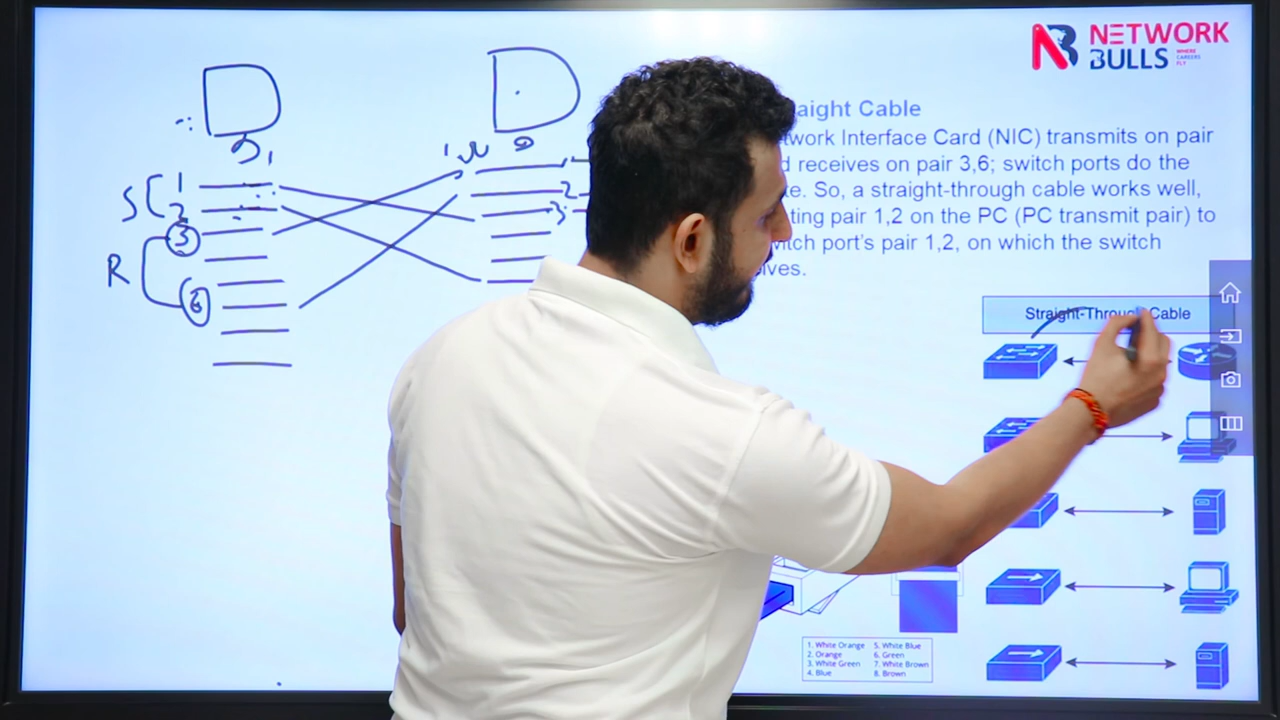 NETWORK
BULLS
WHERE
CAREERS
FLY
aight Cable
twork Interface Card (NIC) transmits on pair
d receives on pair 3,6; switch ports do the
te. So, a straight-through cable works well,
ting pair 1,2 on the PC (PC transmit pair) to
itch port's pair 1,2, on which the switch
ives.
Straight-Through Cable
1. White Orange 5. White Blue
2. Orange 6. Green
3. White Green 7. White Brown
4. Blue 8. Brown
D D
S 1
2
3
R
6
2
3